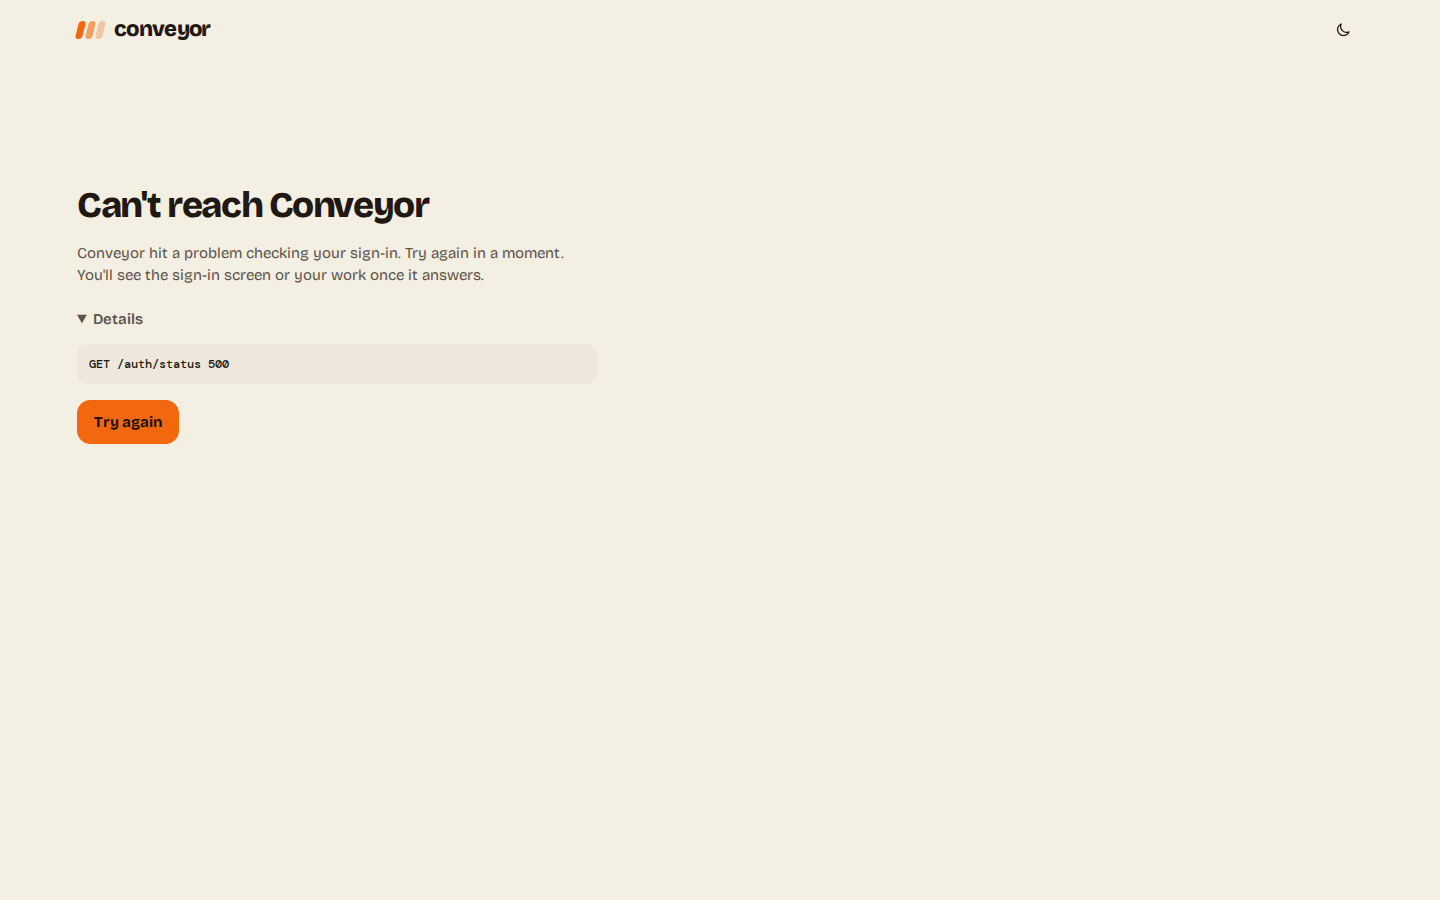 conveyor
Can't reach Conveyor
Conveyor hit a problem checking your sign-in. Try again in a moment.
You'll see the sign-in screen or your work once it answers.
Details
GET /auth/status 500
Try again